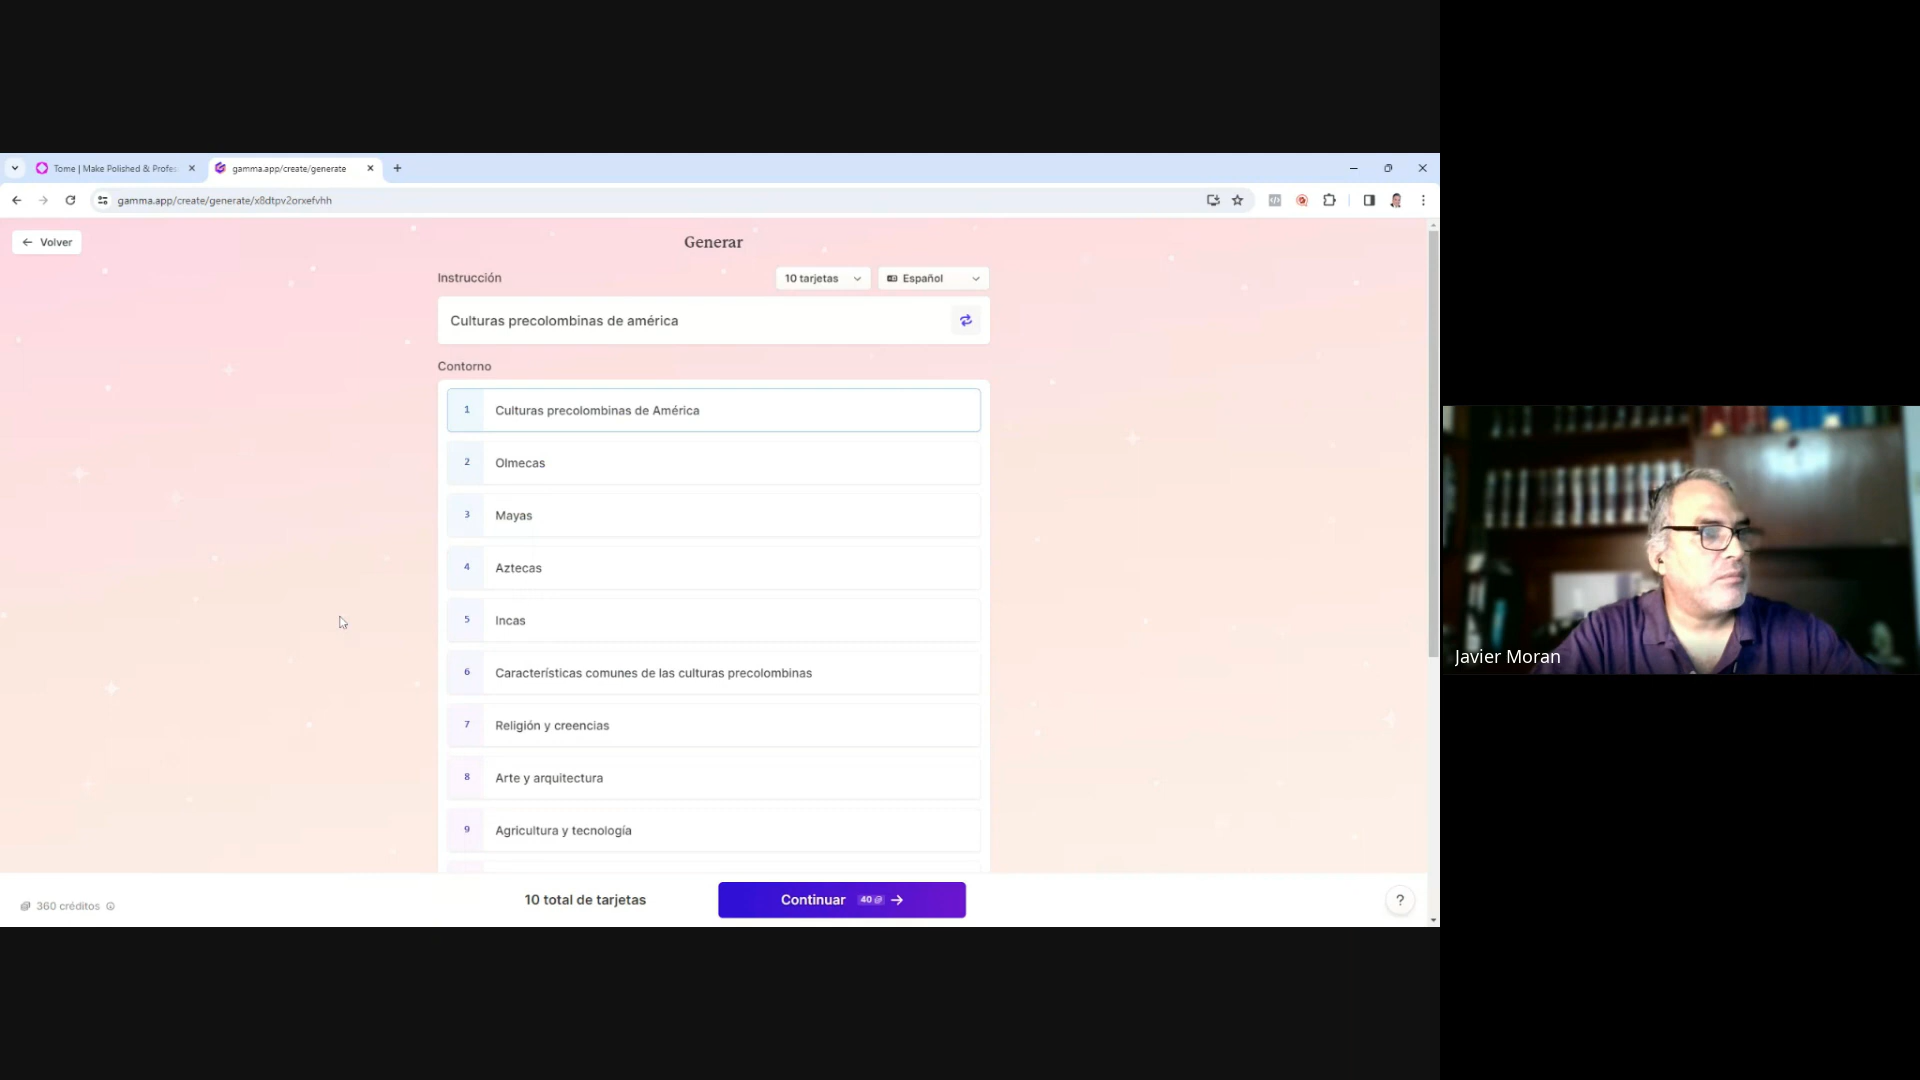 Tome | Make Polished & Profes
gamma.app/create/generate
gamma.app/create/generate/x8dtpv2orxefvhh
Volver
Generar
Instrucción
10 tarjetas
Español
Culturas precolombinas de américa
Contorno
1 Culturas precolombinas de América
2 Olmecas
3 Mayas
4 Aztecas
5 Incas
6 Características comunes de las culturas precolombinas
7 Religión y creencias
8 Arte y arquitectura
9 Agricultura y tecnología
360 créditos
10 total de tarjetas
Continuar 40
?
Javier Moran